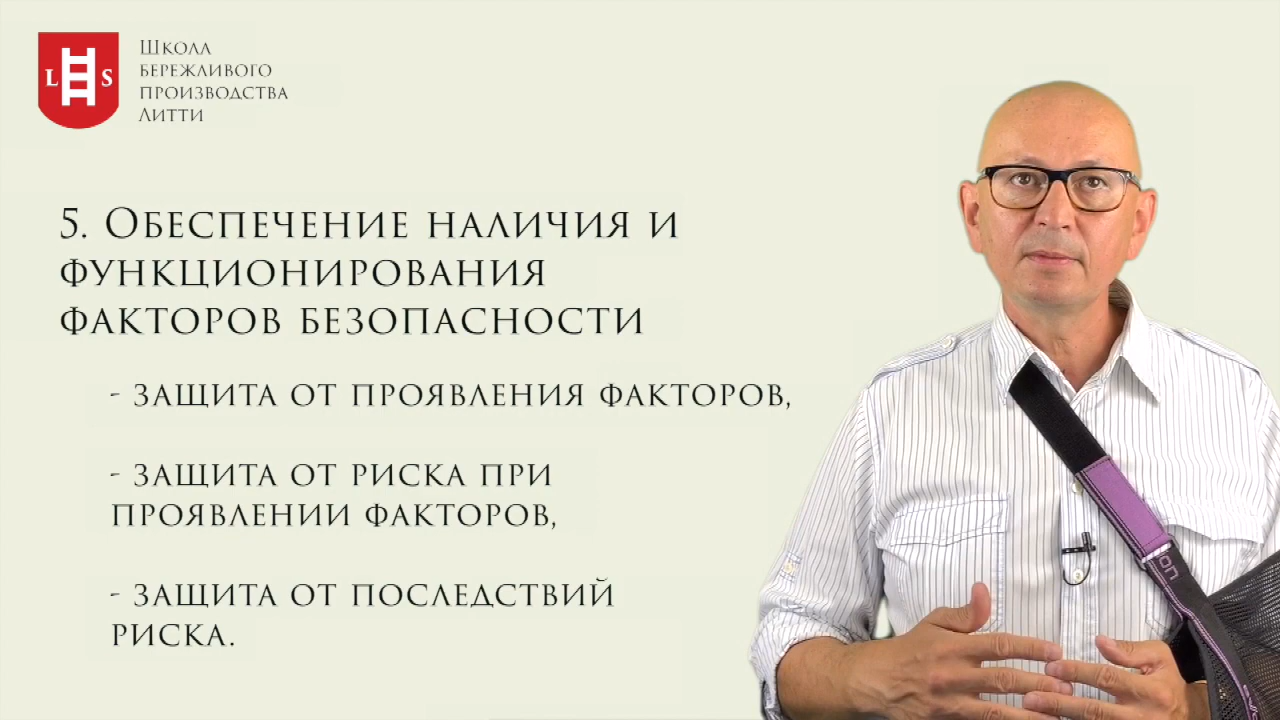 L S
Школа
бережливого
производства
Литти
5. Обеспечение наличия и
функционирования
факторов безопасности
- защита от проявления факторов,
- защита от риска при
проявлении факторов,
- защита от последствий
риска.